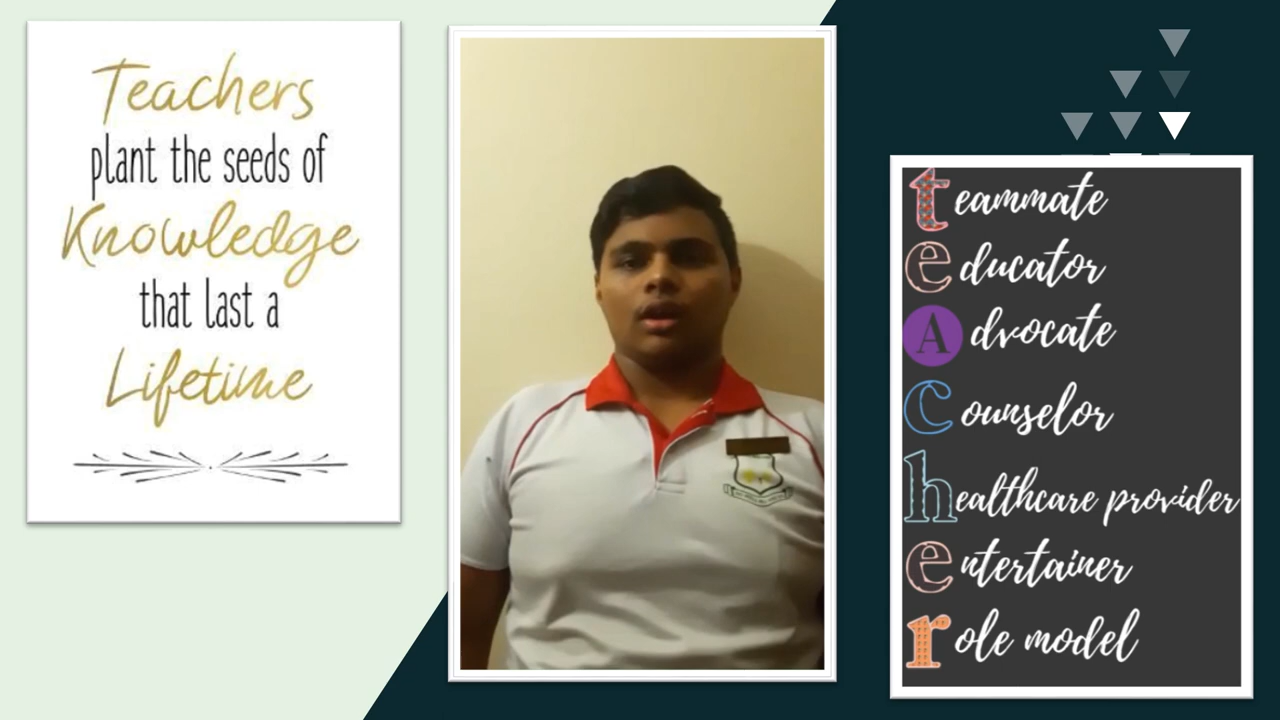 Teachers
plant the seeds of
Knowledge
that last a
Lifetime
teammate
educator
Advocate
counselor
healthcare provider
entertainer
role model